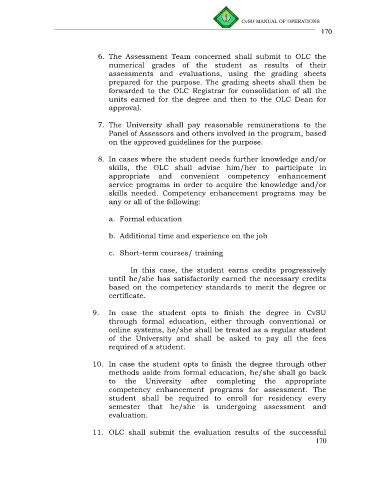 CvSU MANUAL OF OPERATIONS
170
6. The Assessment Team concerned shall submit to OLC the
numerical grades of the student as results of their
assessments and evaluations, using the grading sheets
prepared for the purpose. The grading sheets shall then be
forwarded to the OLC Registrar for consolidation of all the
units earned for the degree and then to the OLC Dean for
approval.
7. The University shall pay reasonable remunerations to the
Panel of Assessors and others involved in the program, based
on the approved guidelines for the purpose.
8. In cases where the student needs further knowledge and/or
skills, the OLC shall advise him/her to participate in
appropriate and convenient competency enhancement
service programs in order to acquire the knowledge and/or
skills needed. Competency enhancement programs may be
any or all of the following:
a. Formal education
b. Additional time and experience on the job
c. Short-term courses/ training
In this case, the student earns credits progressively
until he/she has satisfactorily earned the necessary credits
based on the competency standards to merit the degree or
certificate.
9. In case the student opts to finish the degree in CvSU
through formal education, either through conventional or
online systems, he/she shall be treated as a regular student
of the University and shall be asked to pay all the fees
required of a student.
10. In case the student opts to finish the degree through other
methods aside from formal education, he/she shall go back
to the University after completing the appropriate
competency enhancement programs for assessment. The
student shall be required to enroll for residency every
semester that he/she is undergoing assessment and
evaluation.
11. OLC shall submit the evaluation results of the successful
170